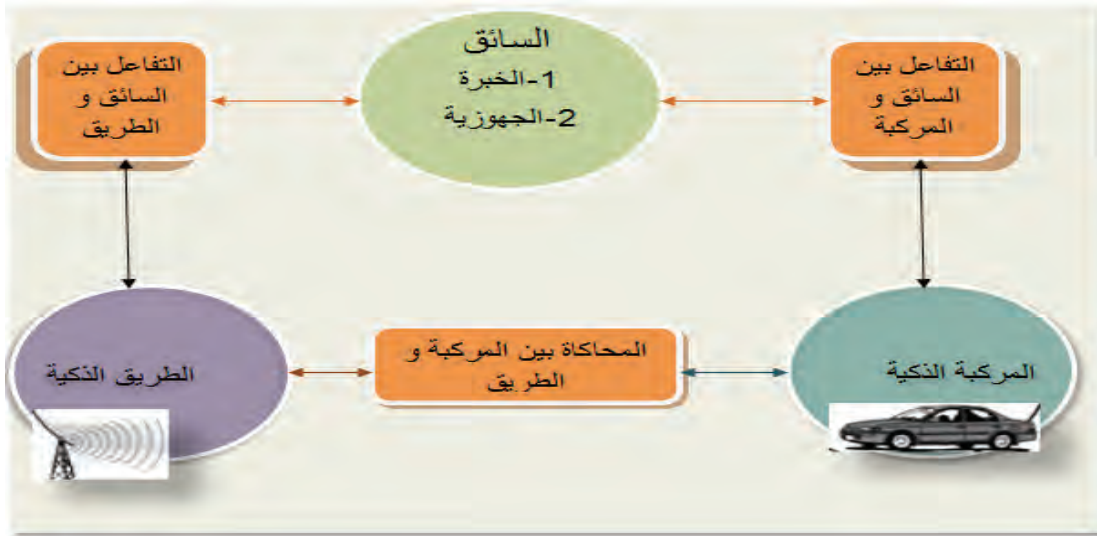 السائق
1-الخبرة
2-الجهوزية
التفاعل بين
السائق و
المركبة
التفاعل بين
السائق و
الطريق
المركبة الذكية
المحاكاة بين المركبة و
الطريق
الطريق الذكية